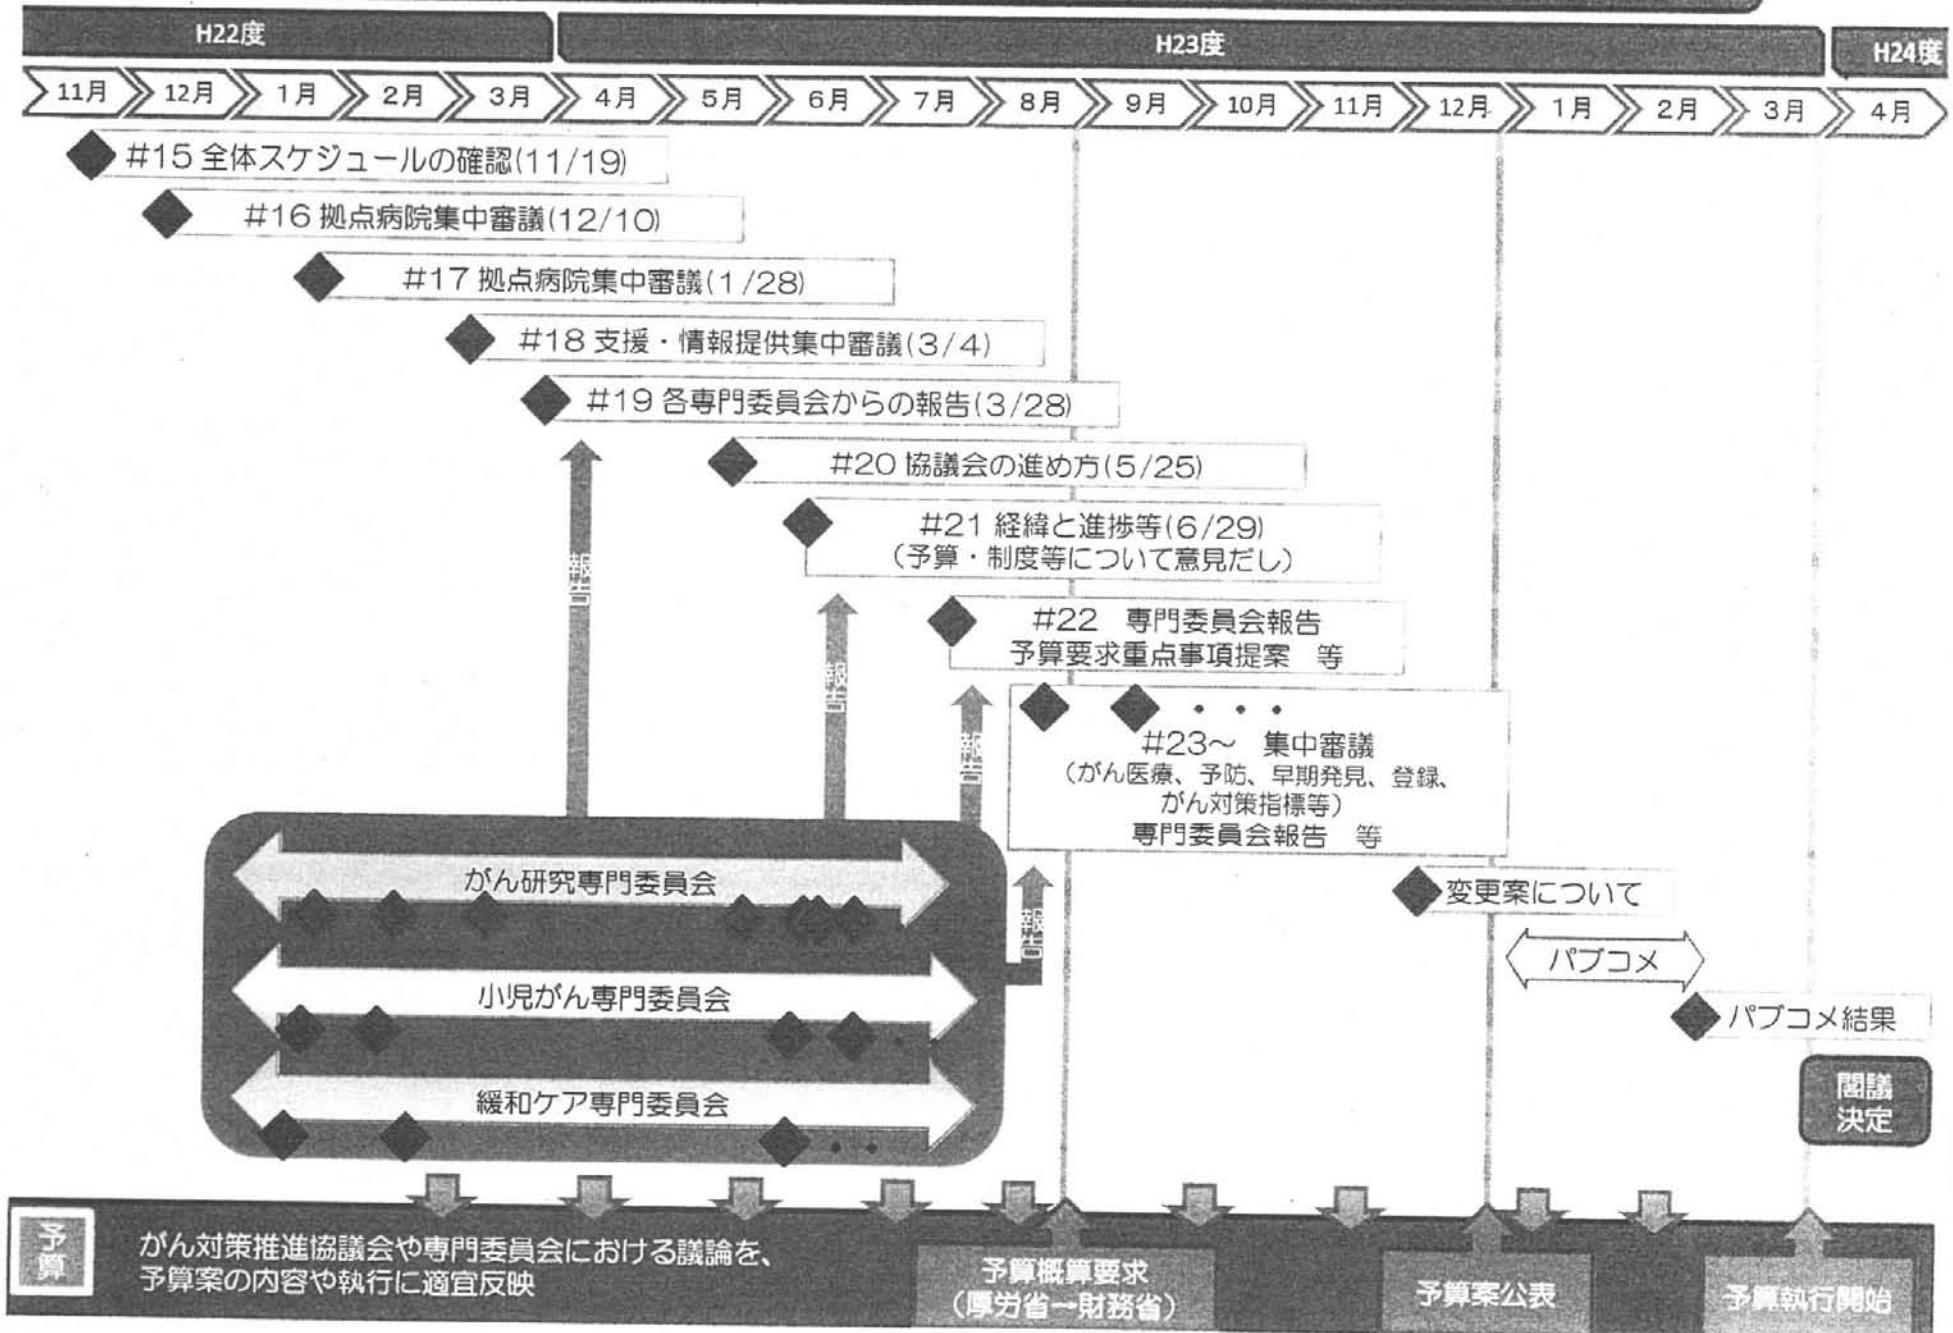 H22度
H23度
H24度
11月
12月
1月
2月
3月
4月
5月
6月
7月
8月
9月
10月
11月
12月
1月
2月
3月
4月
#15 全体スケジュールの確認(11/19)
#16 拠点病院集中審議(12/10)
#17 拠点病院集中審議(1/28)
#18 支援・情報提供集中審議(3/4)
#19 各専門委員会からの報告(3/28)
#20 協議会の進め方(5/25)
#21 経緯と進捗等(6/29)
(予算・制度等について意見だし)
#22 専門委員会報告
予算要求重点事項提案 等
・・・
#23~ 集中審議
(がん医療、予防、早期発見、登録、
がん対策指標等)
専門委員会報告 等
報告
報告
報告
報告
がん研究専門委員会
小児がん専門委員会
緩和ケア専門委員会
変更案について
パブコメ
パブコメ結果
閣議
決定
予算
がん対策推進協議会や専門委員会における議論を、
予算案の内容や執行に適宜反映
予算概算要求
(厚労省→財務省)
予算案公表
予算執行開始